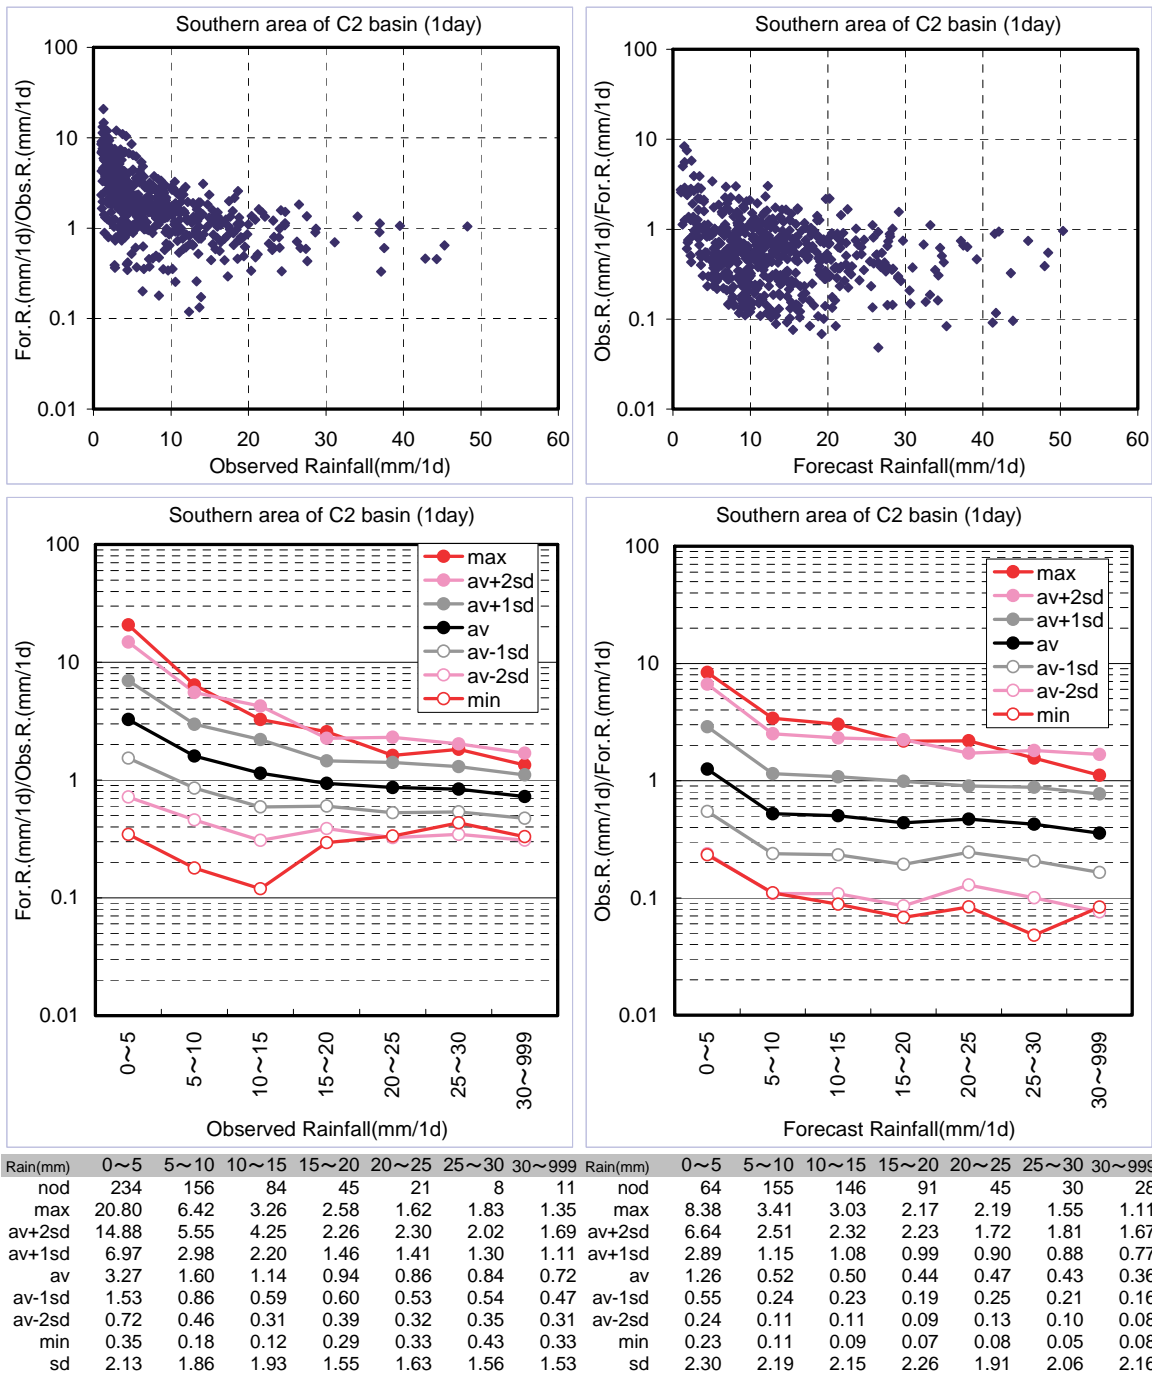 Southern area of C2 basin (1day)
100
10
1
0.1
0.01
0 10 20 30 40 50 60
For.R.(mm/1d)/Obs.R.(mm/1d)
Observed Rainfall(mm/1d)
Southern area of C2 basin (1day)
100
10
1
0.1
0.01
0 10 20 30 40 50 60
Obs.R.(mm/1d)/For.R.(mm/1d)
Forecast Rainfall(mm/1d)
Southern area of C2 basin (1day)
100
10
1
0.1
0.01
max
av+2sd
av+1sd
av
av-1sd
av-2sd
min
For.R.(mm/1d)/Obs.R.(mm/1d)
0～5 5～10 10～15 15～20 20～25 25～30 30～999
Observed Rainfall(mm/1d)
Southern area of C2 basin (1day)
100
10
1
0.1
0.01
max
av+2sd
av+1sd
av
av-1sd
av-2sd
min
Obs.R.(mm/1d)/For.R.(mm/1d)
0～5 5～10 10～15 15～20 20～25 25～30 30～999
Forecast Rainfall(mm/1d)
Rain(mm) 0～5 5～10 10～15 15～20 20～25 25～30 30～999 Rain(mm) 0～5 5～10 10～15 15～20 20～25 25～30 30～999
nod 234 156 84 45 21 8 11 nod 64 155 146 91 45 30 28
max 20.80 6.42 3.26 2.58 1.62 1.83 1.35 max 8.38 3.41 3.03 2.17 2.19 1.55 1.11
av+2sd 14.88 5.55 4.25 2.26 2.30 2.02 1.69 av+2sd 6.64 2.51 2.32 2.23 1.72 1.81 1.67
av+1sd 6.97 2.98 2.20 1.46 1.41 1.30 1.11 av+1sd 2.89 1.15 1.08 0.99 0.90 0.88 0.77
av 3.27 1.60 1.14 0.94 0.86 0.84 0.72 av 1.26 0.52 0.50 0.44 0.47 0.43 0.36
av-1sd 1.53 0.86 0.59 0.60 0.53 0.54 0.47 av-1sd 0.55 0.24 0.23 0.19 0.25 0.21 0.16
av-2sd 0.72 0.46 0.31 0.39 0.32 0.35 0.31 av-2sd 0.24 0.11 0.11 0.09 0.13 0.10 0.08
min 0.35 0.18 0.12 0.29 0.33 0.43 0.33 min 0.23 0.11 0.09 0.07 0.08 0.05 0.08
sd 2.13 1.86 1.93 1.55 1.63 1.56 1.53 sd 2.30 2.19 2.15 2.26 1.91 2.06 2.16